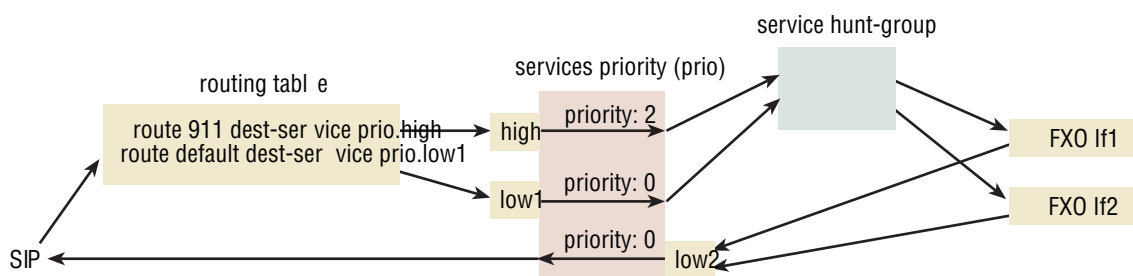 service hunt-group
services priority (prio)
routing tabl e
route 911 dest-ser vice prio.high
route default dest-ser vice prio.low1
high
priority: 2
FXO If1
low1
priority: 0
FXO If2
priority: 0
SIP
low2